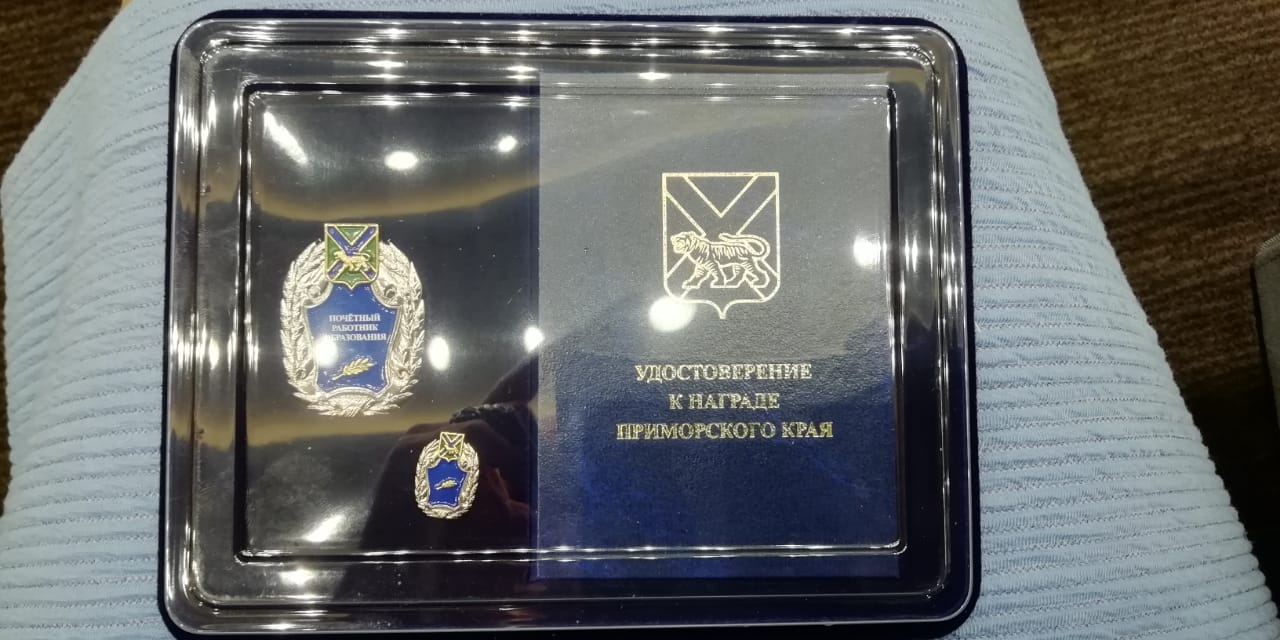 ПОЧЁТНЫЙ
РАБОТНИК
ОБРАЗОВАНИЯ
УДОСТОВЕРЕНИЕ
К НАГРАДЕ
ПРИМОРСКОГО КРАЯ